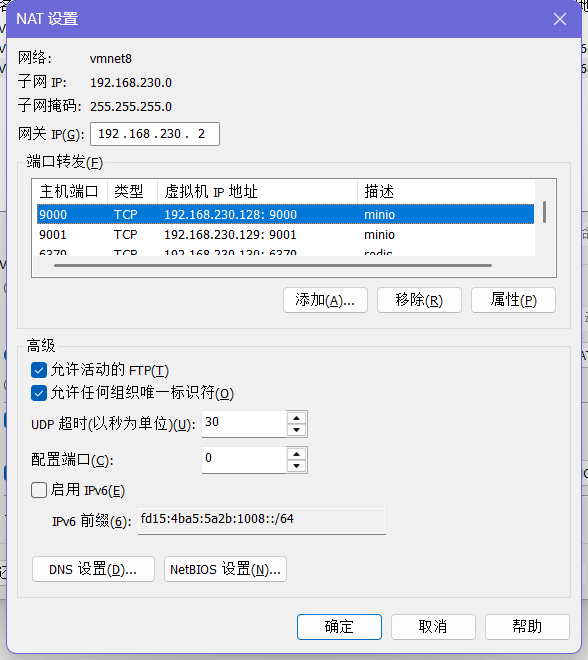 NAT 设置
网络: vmnet8
子网 IP: 192.168.230.0
子网掩码: 255.255.255.0
网关 IP(G): 192 . 168 . 230 . 2
端口转发(F)
主机端口 类型 虚拟机 IP 地址 描述
9000 TCP 192.168.230.128: 9000 minio
9001 TCP 192.168.230.129: 9001 minio
6379 TCP 192.168.230.130: 6379 redis
添加(A)... 移除(R) 属性(P)
高级
允许活动的 FTP(T)
允许任何组织唯一标识符(O)
UDP 超时(以秒为单位)(U): 30
配置端口(C): 0
启用 IPv6(E)
IPv6 前缀(6): fd15:4ba5:5a2b:1008::/64
DNS 设置(D)... NetBIOS 设置(N)...
确定 取消 帮助